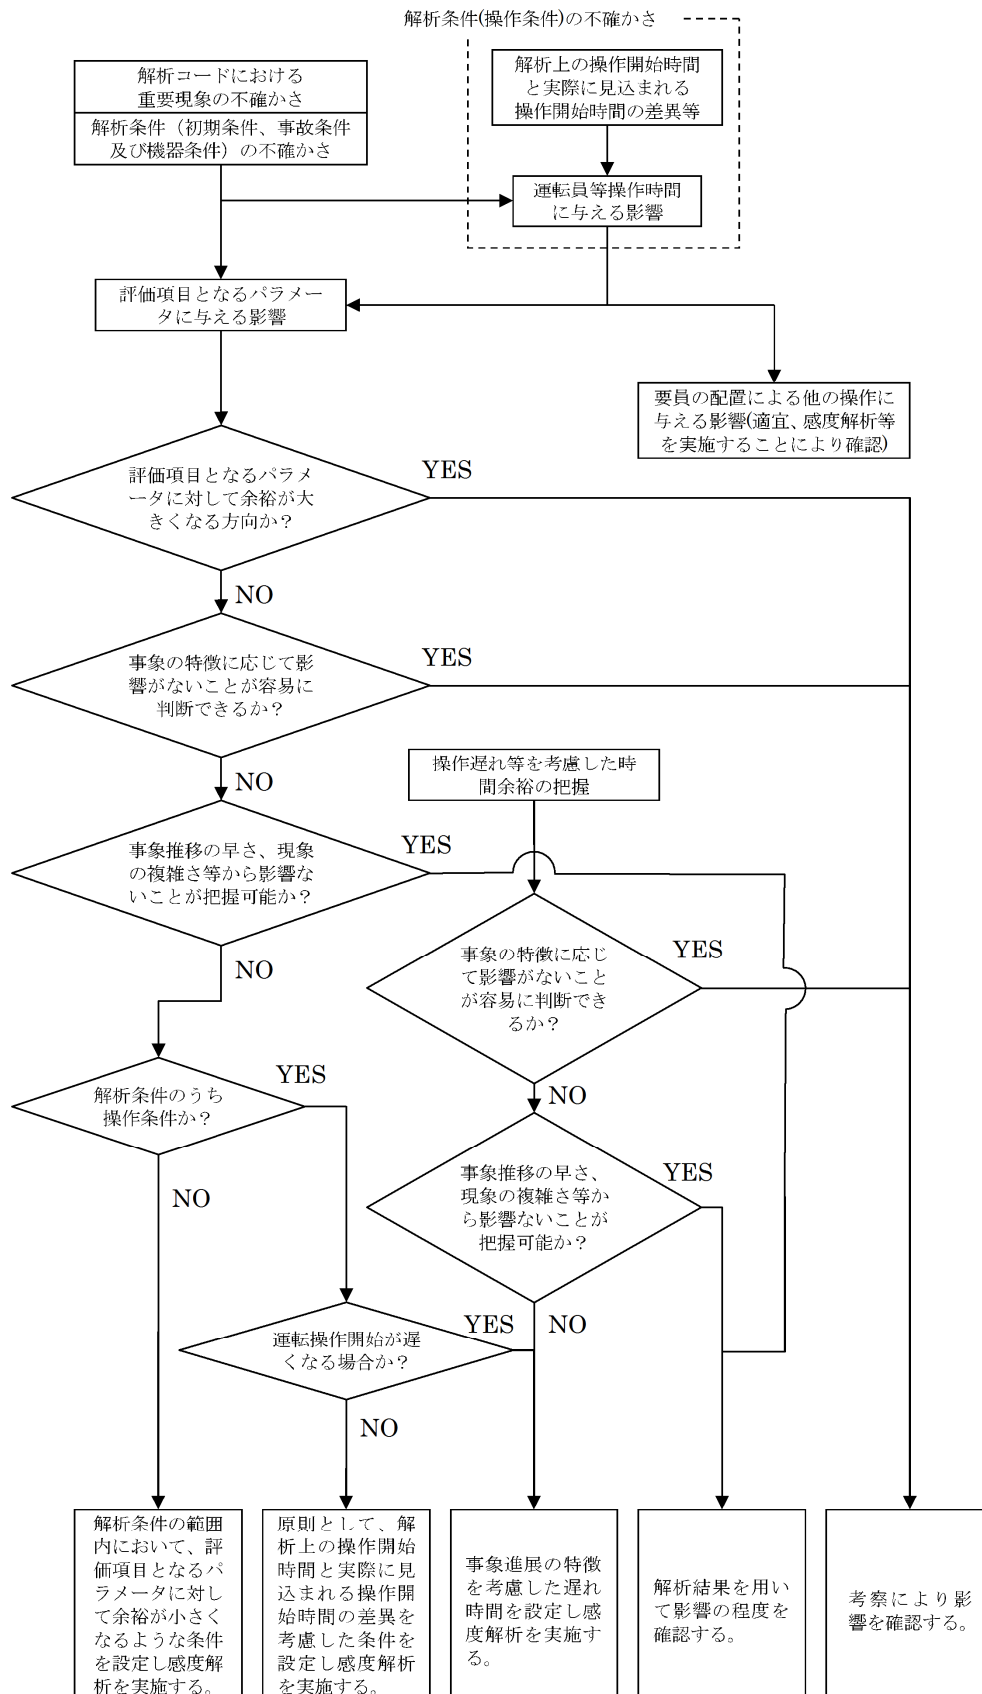 解析条件(操作条件)の不確かさ
解析コードにおける
重要現象の不確かさ
解析条件（初期条件、事故条件
及び機器条件）の不確かさ
解析上の操作開始時間
と実際に見込まれる
操作開始時間の差異等
運転員等操作時間
に与える影響
評価項目となるパラメー
タに与える影響
要員の配置による他の操作に
与える影響(適宜、感度解析等
を実施することにより確認)
評価項目となるパラメ
ータに対して余裕が大
きくなる方向か？
YES
NO
事象の特徴に応じて影
響がないことが容易に
判断できるか？
YES
NO
操作遅れ等を考慮した時
間余裕の把握
事象推移の早さ、現象
の複雑さ等から影響な
いことが把握可能か？
YES
NO
事象の特徴に応じ
て影響がないこと
が容易に判断でき
るか？
YES
NO
解析条件のうち
操作条件か？
YES
NO
事象推移の早さ、
現象の複雑さ等か
ら影響ないことが
把握可能か？
YES
NO
運転操作開始が遅
くなる場合か？
YES
NO
解析条件の範囲
内において、評
価項目となるパ
ラメータに対し
て余裕が小さく
なるような条件
を設定し感度解
析を実施する。
原則として、解
析上の操作開始
時間と実際に見
込まれる操作開
始時間の差異を
考慮した条件を
設定し感度解析
を実施する。
事象進展の特徴
を考慮した遅れ
時間を設定し感
度解析を実施す
る。
解析結果を用い
て影響の程度を
確認する。
考察により影
響を確認する。